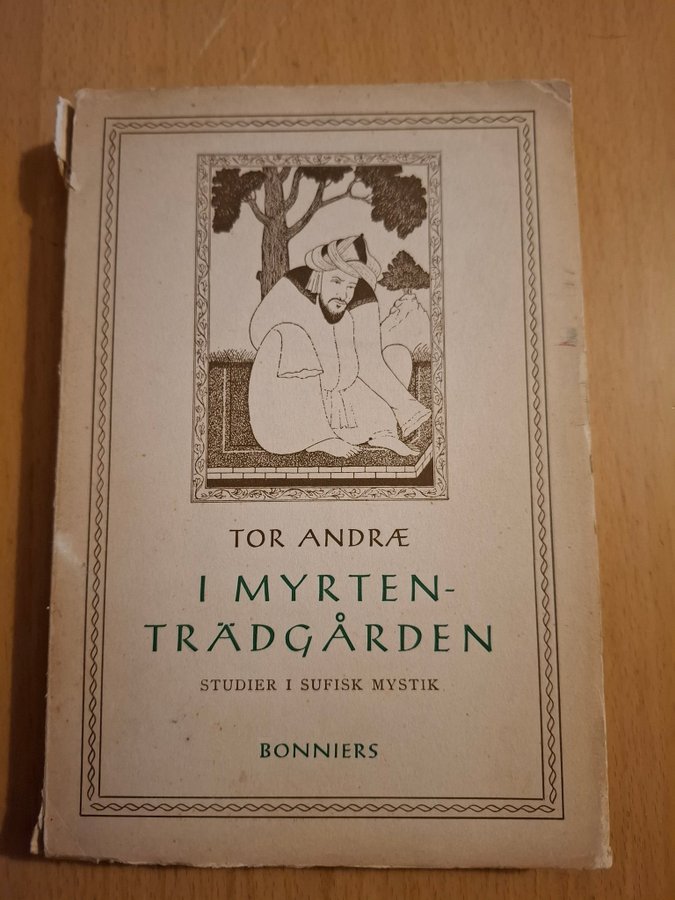 TOR ANDRÆ
I MYRTEN-
TRÄDGÅRDEN
STUDIER I SUFISK MYSTIK
BONNIERS